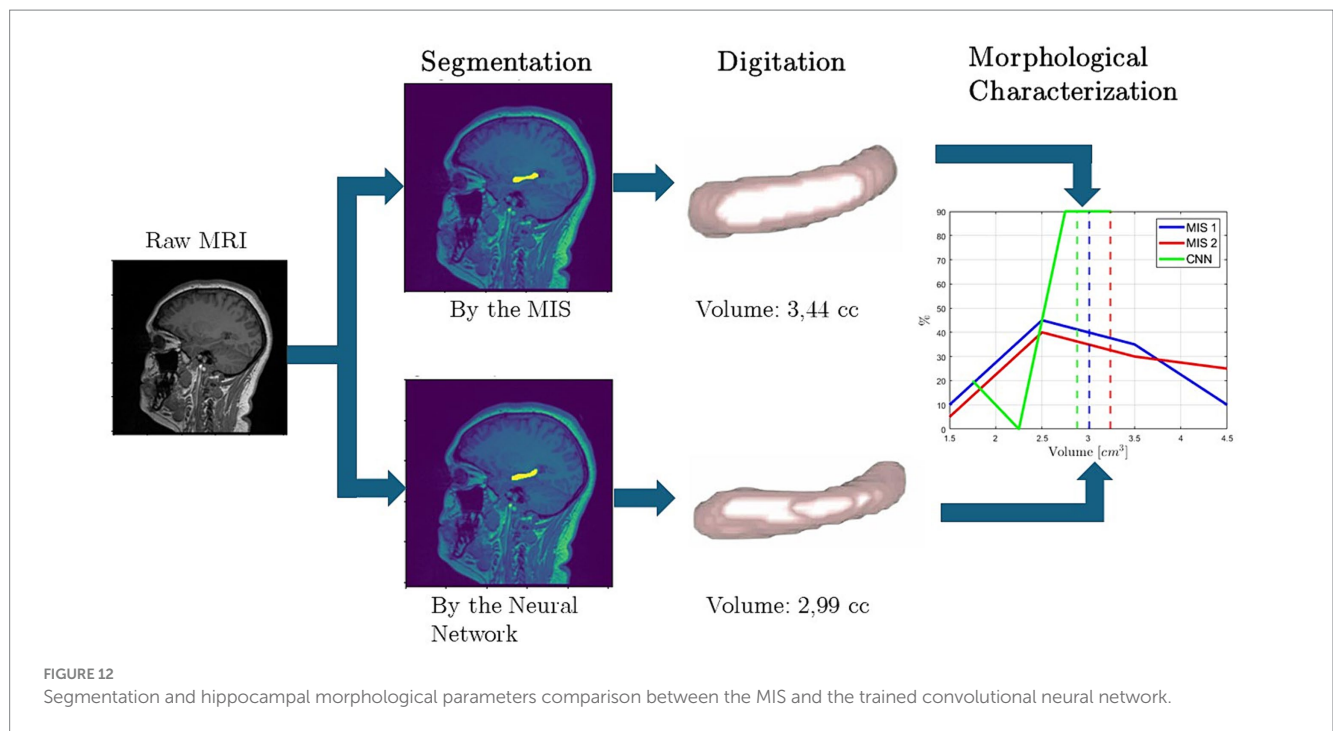 Segmentation
Digitation
Morphological
Characterization
Raw MRI
By the MIS
Volume: 3,44 cc
MIS 1
MIS 2
CNN
%
90
80
70
60
50
40
30
20
10
0
1.5 2 2.5 3 3.5 4 4.5
Volume [cm³]
By the Neural
Network
Volume: 2,99 cc
FIGURE 12
Segmentation and hippocampal morphological parameters comparison between the MIS and the trained convolutional neural network.